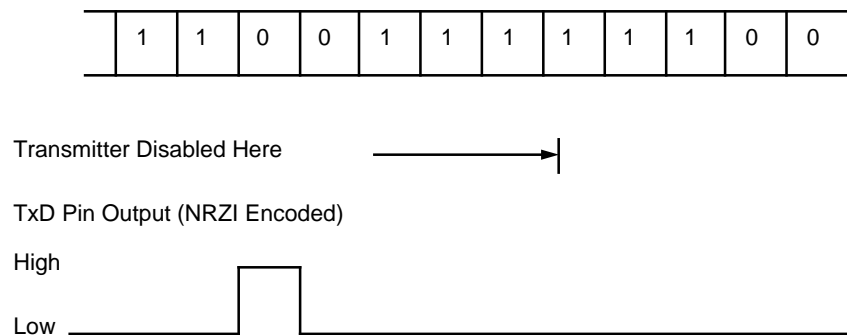 1 1 0 0 1 1 1 1 1 1 0 0
Transmitter Disabled Here
TxD Pin Output (NRZI Encoded)
High
Low